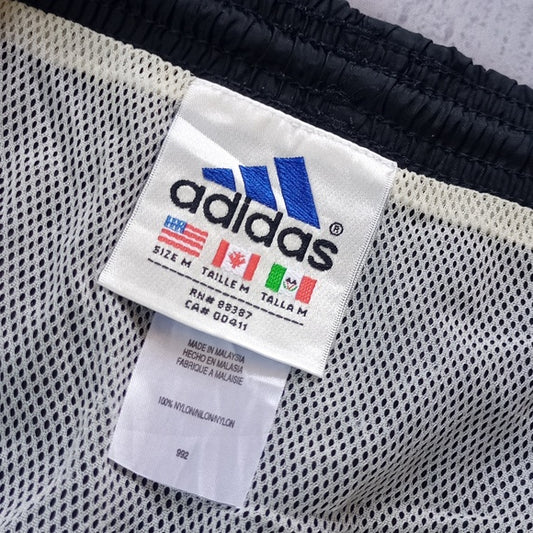 adidas®
SIZE M TAILLE M TALLA M
RN# 88387
CA# 00411
MADE IN MALAYSIA
HECHO EN MALASIA
FABRIQUE A MALAISIE
100% NYLON/NILON/NYLON
992